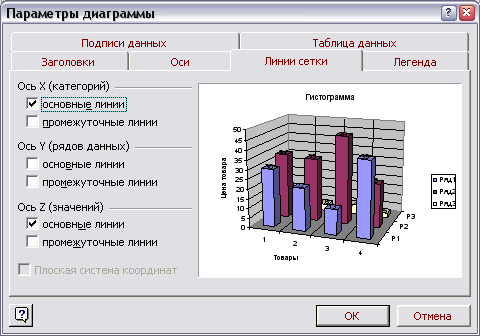 Параметры диаграммы
Подписи данных
Таблица данных
Заголовки
Оси
Линии сетки
Легенда
Ось X (категорий)
основные линии
промежуточные линии
Ось Y (рядов данных)
основные линии
промежуточные линии
Ось Z (значений)
основные линии
промежуточные линии
Плоская система координат
Гистограмма
Цена товара
50
45
40
35
30
25
20
15
10
5
0
1
2
3
4
Товары
Р1
Р2
Р3
Ряд1
Ряд2
Ряд3
?
ОК
Отмена